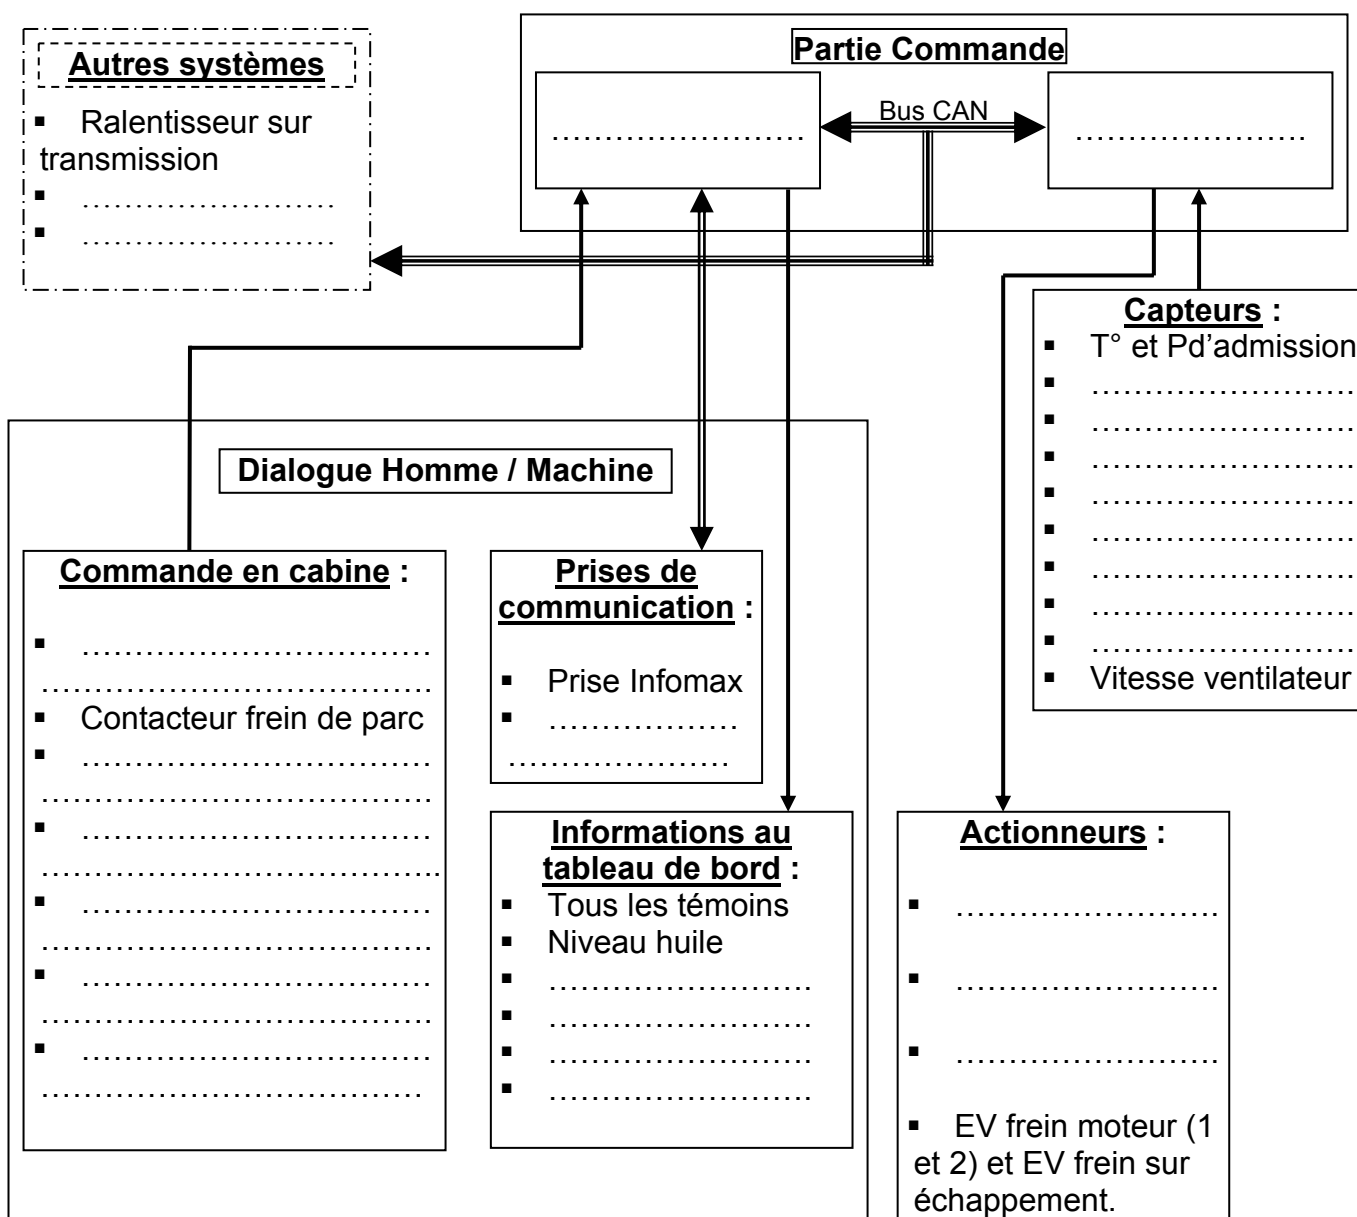 Autres systèmes
▪ Ralentisseur sur
transmission
▪ ........................
▪ ........................
Partie Commande
........................
Bus CAN
........................
Capteurs :
▪ T° et Pd’admission
▪ ........................
▪ ........................
▪ ........................
▪ ........................
▪ ........................
▪ ........................
▪ ........................
▪ ........................
▪ Vitesse ventilateur
Dialogue Homme / Machine
Commande en cabine :
▪ ........................
........................
▪ Contacteur frein de parc
▪ ........................
........................
▪ ........................
........................
▪ ........................
........................
▪ ........................
........................
▪ ........................
........................
Prises de
communication :
▪ Prise Infomax
▪ ........................
........................
Informations au
tableau de bord :
▪ Tous les témoins
▪ Niveau huile
▪ ........................
▪ ........................
▪ ........................
▪ ........................
Actionneurs :
▪ ........................
▪ ........................
▪ ........................
▪ EV frein moteur (1
et 2) et EV frein sur
échappement.